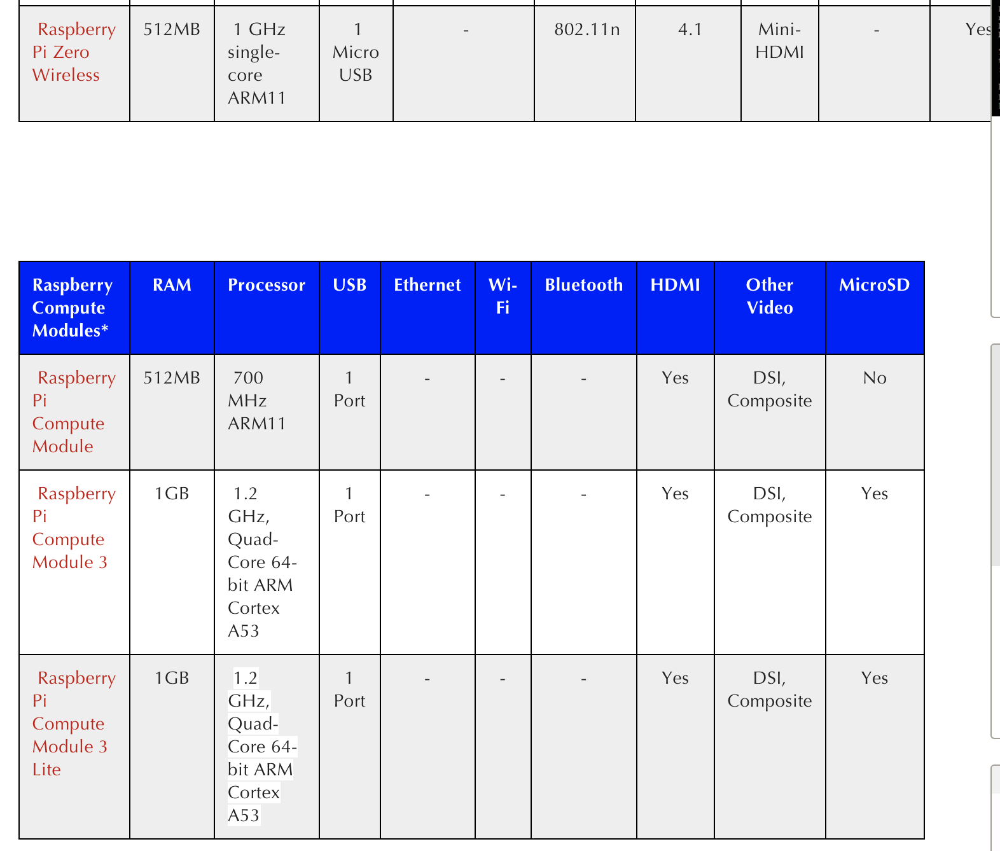 Raspberry Pi Zero Wireless 512MB 1 GHz single-core ARM11 1 Micro USB - 802.11n 4.1 Mini-HDMI - Yes
Raspberry Compute Modules* RAM Processor USB Ethernet Wi-Fi Bluetooth HDMI Other Video MicroSD
Raspberry Pi Compute Module 512MB 700 MHz ARM11 1 Port - - - Yes DSI, Composite No
Raspberry Pi Compute Module 3 1GB 1.2 GHz, Quad-Core 64-bit ARM Cortex A53 1 Port - - - Yes DSI, Composite Yes
Raspberry Pi Compute Module 3 Lite 1GB 1.2 GHz, Quad-Core 64-bit ARM Cortex A53 1 Port - - - Yes DSI, Composite Yes